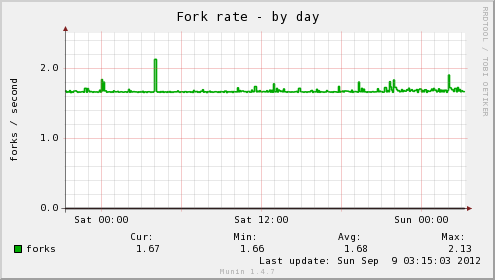 Fork rate - by day
RRDTOOL / TOBI OETIKER
forks / second
2.0
1.0
0.0
Sat 00:00 Sat 12:00 Sun 00:00
Cur: Min: Avg: Max:
forks 1.67 1.66 1.68 2.13
Last update: Sun Sep 9 03:15:03 2012
Munin 1.4.7